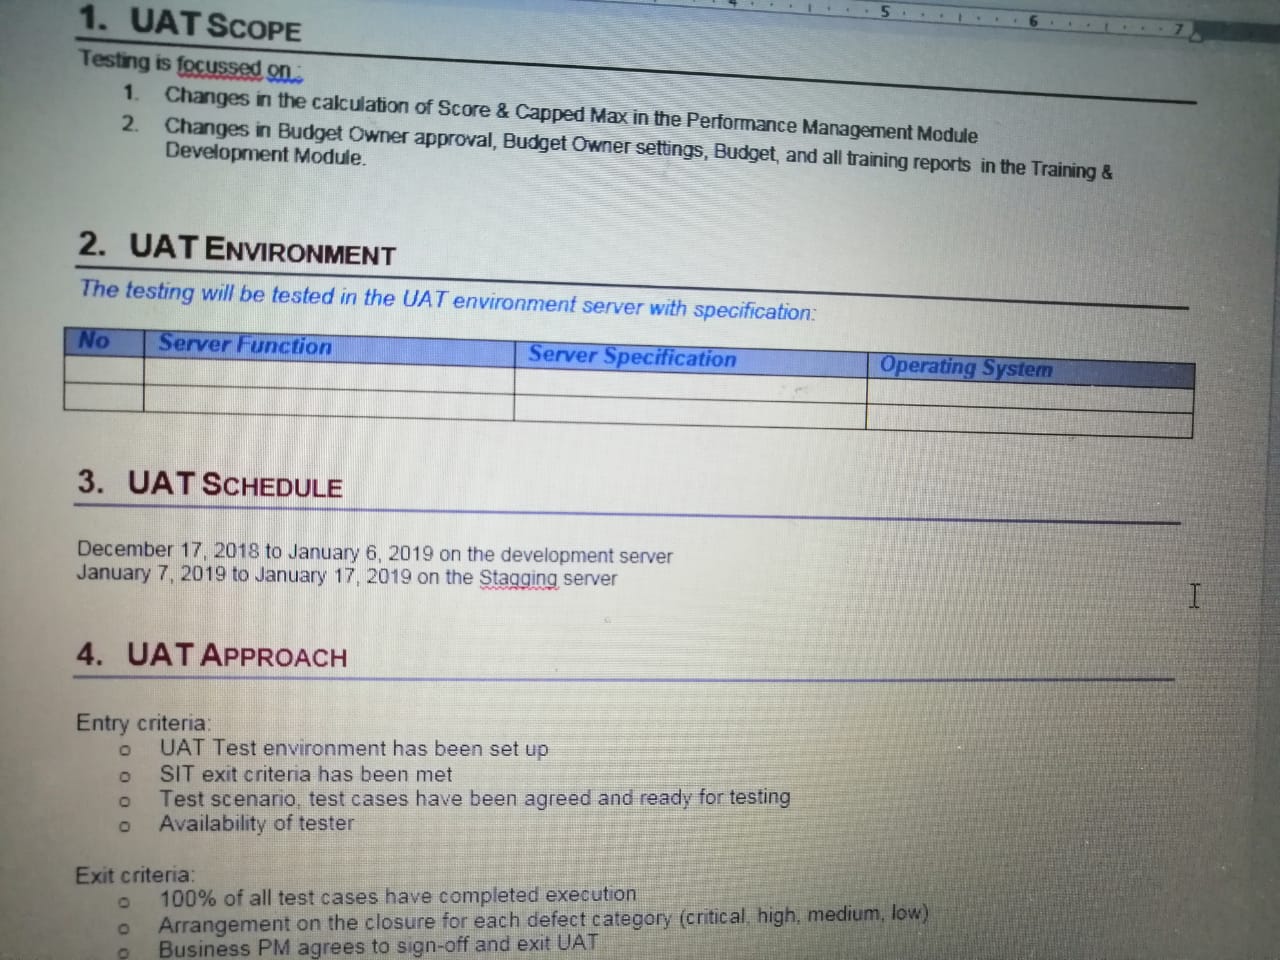 4 5 6 7
1. UAT SCOPE
Testing is focussed on :
1. Changes in the calculation of Score & Capped Max in the Performance Management Module
2. Changes in Budget Owner approval, Budget Owner settings, Budget, and all training reports in the Training &
Development Module.
2. UAT ENVIRONMENT
The testing will be tested in the UAT environment server with specification:
No Server Function Server Specification Operating System
3. UAT SCHEDULE
December 17, 2018 to January 6, 2019 on the development server
January 7, 2019 to January 17, 2019 on the Stagging server
4. UAT APPROACH
Entry criteria:
o UAT Test environment has been set up
o SIT exit criteria has been met
o Test scenario, test cases have been agreed and ready for testing
o Availability of tester
Exit criteria:
o 100% of all test cases have completed execution
o Arrangement on the closure for each defect category (critical, high, medium, low)
o Business PM agrees to sign-off and exit UAT